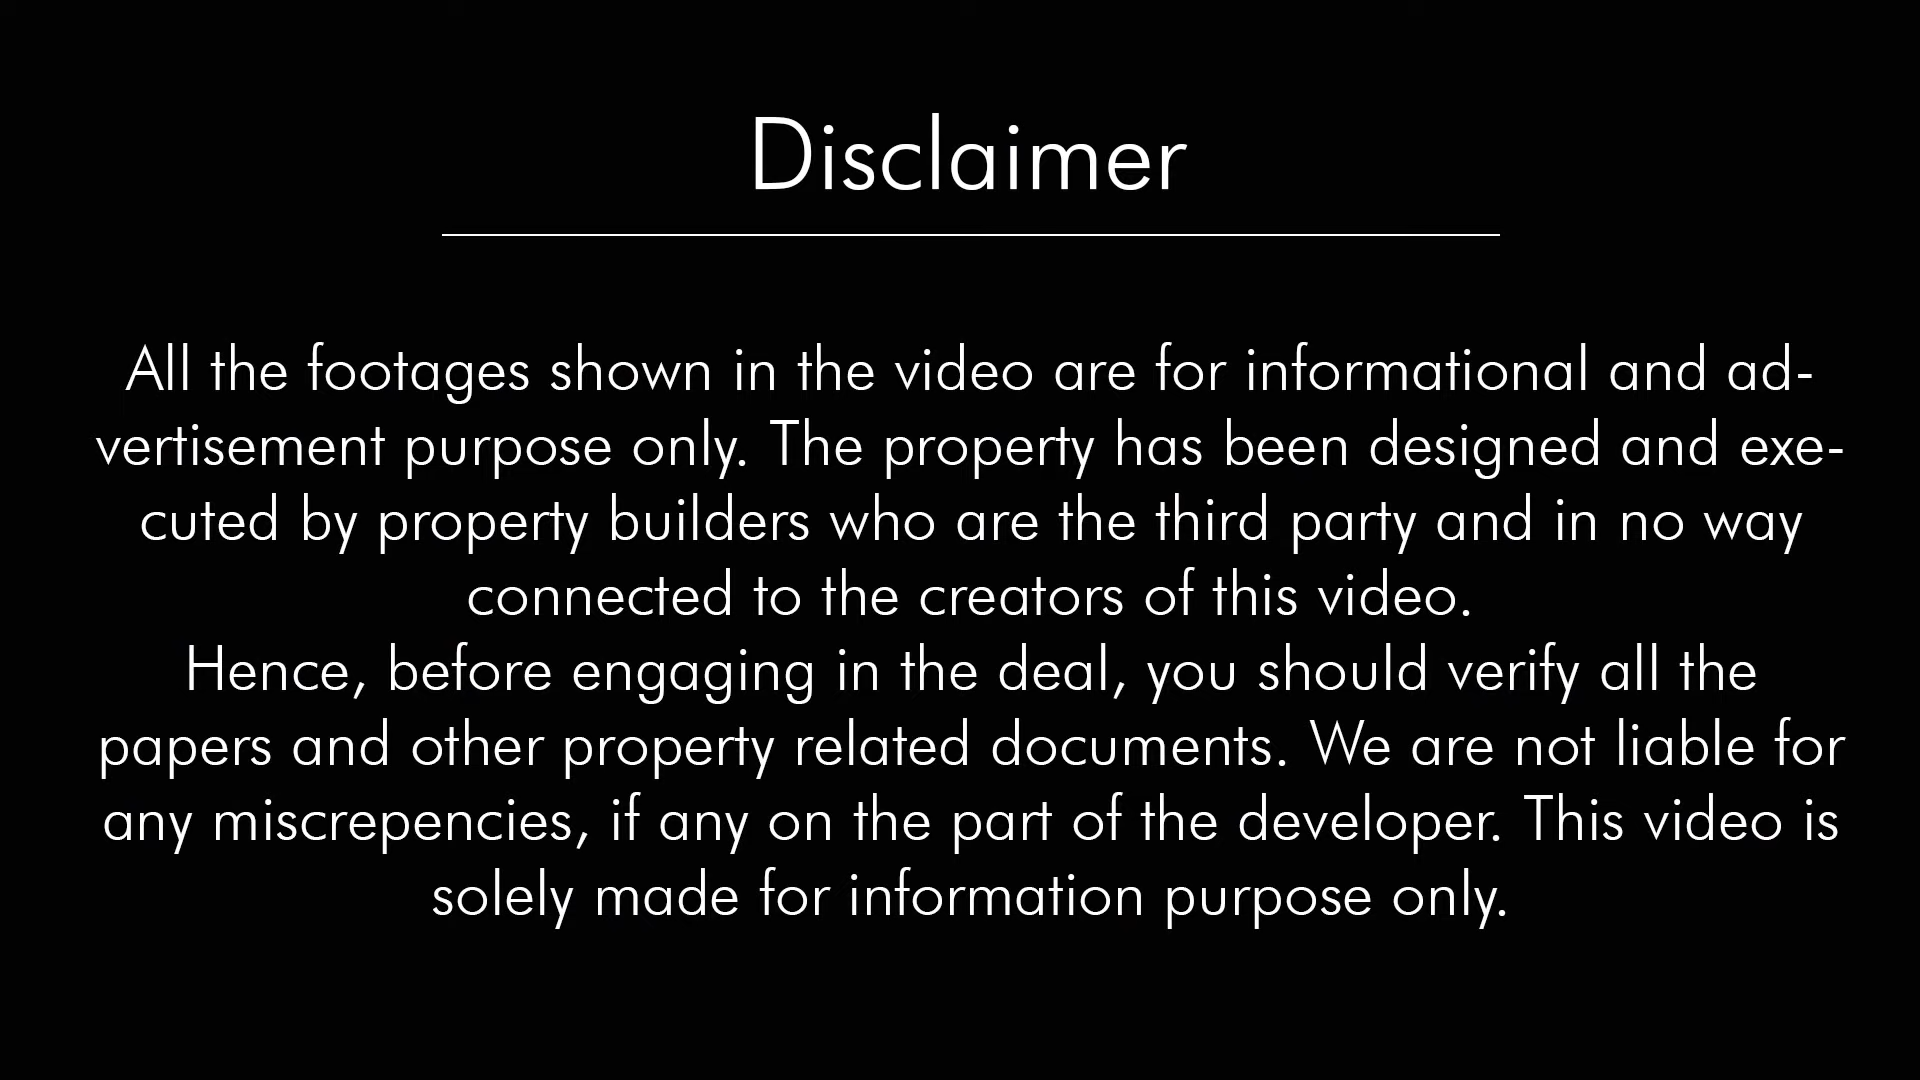 Disclaimer
All the footages shown in the video are for informational and ad-
vertisement purpose only. The property has been designed and exe-
cuted by property builders who are the third party and in no way
connected to the creators of this video.
Hence, before engaging in the deal, you should verify all the
papers and other property related documents. We are not liable for
any miscrepencies, if any on the part of the developer. This video is
solely made for information purpose only.